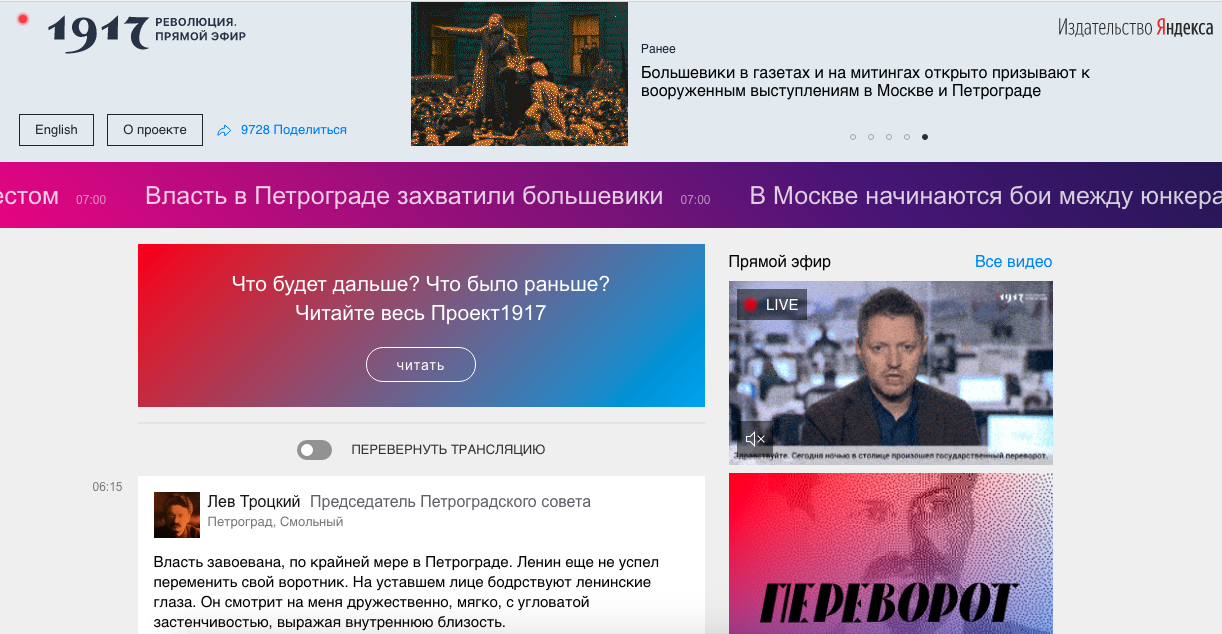 1917
РЕВОЛЮЦИЯ.
ПРЯМОЙ ЭФИР
English
О проекте
9728 Поделиться
Ранее
Большевики в газетах и на митингах открыто призывают к
вооруженным выступлениям в Москве и Петрограде
Издательство Яндекса
естом 07:00 Власть в Петрограде захватили большевики 07:00 В Москве начинаются бои между юнкера
Что будет дальше? Что было раньше?
Читайте весь Проект1917
читать
ПЕРЕВЕРНУТЬ ТРАНСЛЯЦИЮ
06:15
Лев Троцкий Председатель Петроградского совета
Петроград, Смольный
Власть завоевана, по крайней мере в Петрограде. Ленин еще не успел
переменить свой воротник. На уставшем лице бодрствуют ленинские
глаза. Он смотрит на меня дружественно, мягко, с угловатой
застенчивостью, выражая внутреннюю близость.
Прямой эфир
Все видео
LIVE
1917
Здравствуйте. Сегодня ночью в столице произошел государственный переворот.
ПЕРЕВОРОТ